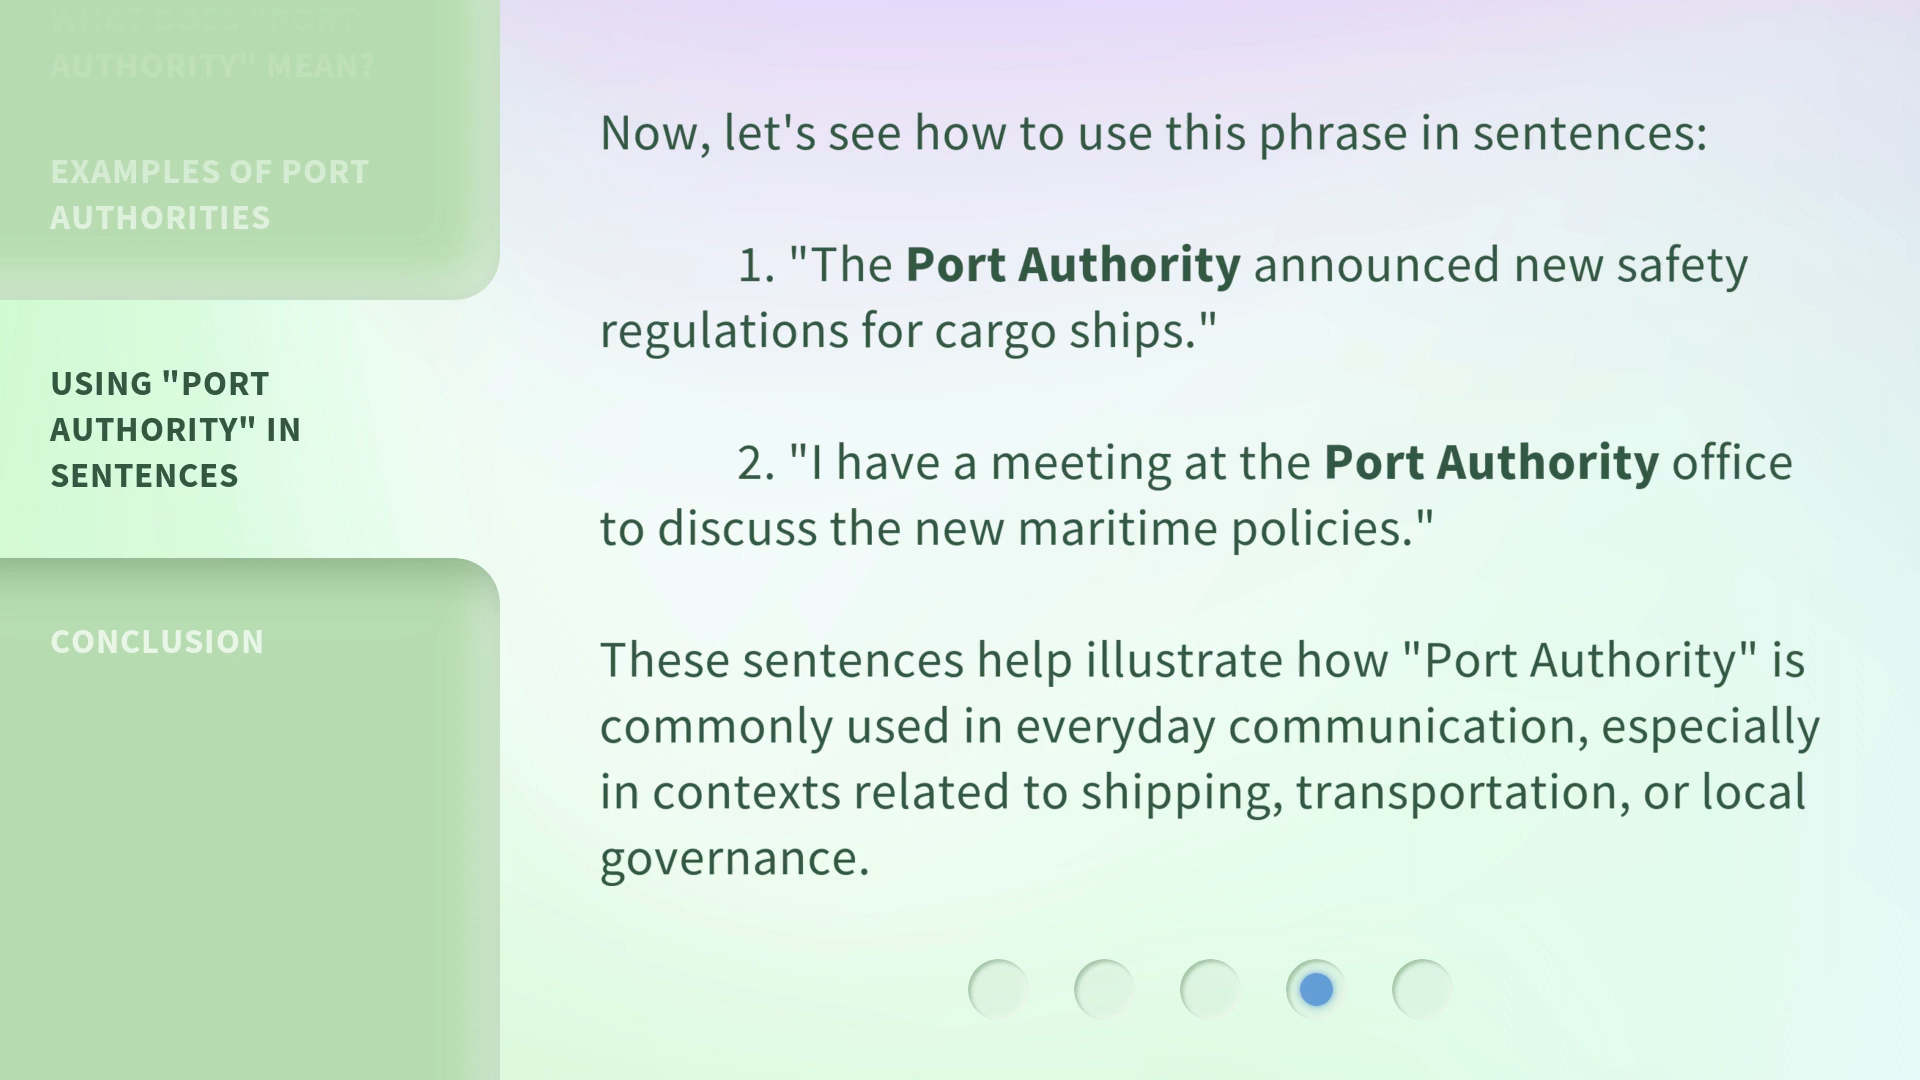 WHAT DOES "PORT
AUTHORITY" MEAN?
EXAMPLES OF PORT
AUTHORITIES
USING "PORT
AUTHORITY" IN
SENTENCES
CONCLUSION
Now, let's see how to use this phrase in sentences:
1. "The Port Authority announced new safety
regulations for cargo ships."
2. "I have a meeting at the Port Authority office
to discuss the new maritime policies."
These sentences help illustrate how "Port Authority" is
commonly used in everyday communication, especially
in contexts related to shipping, transportation, or local
governance.